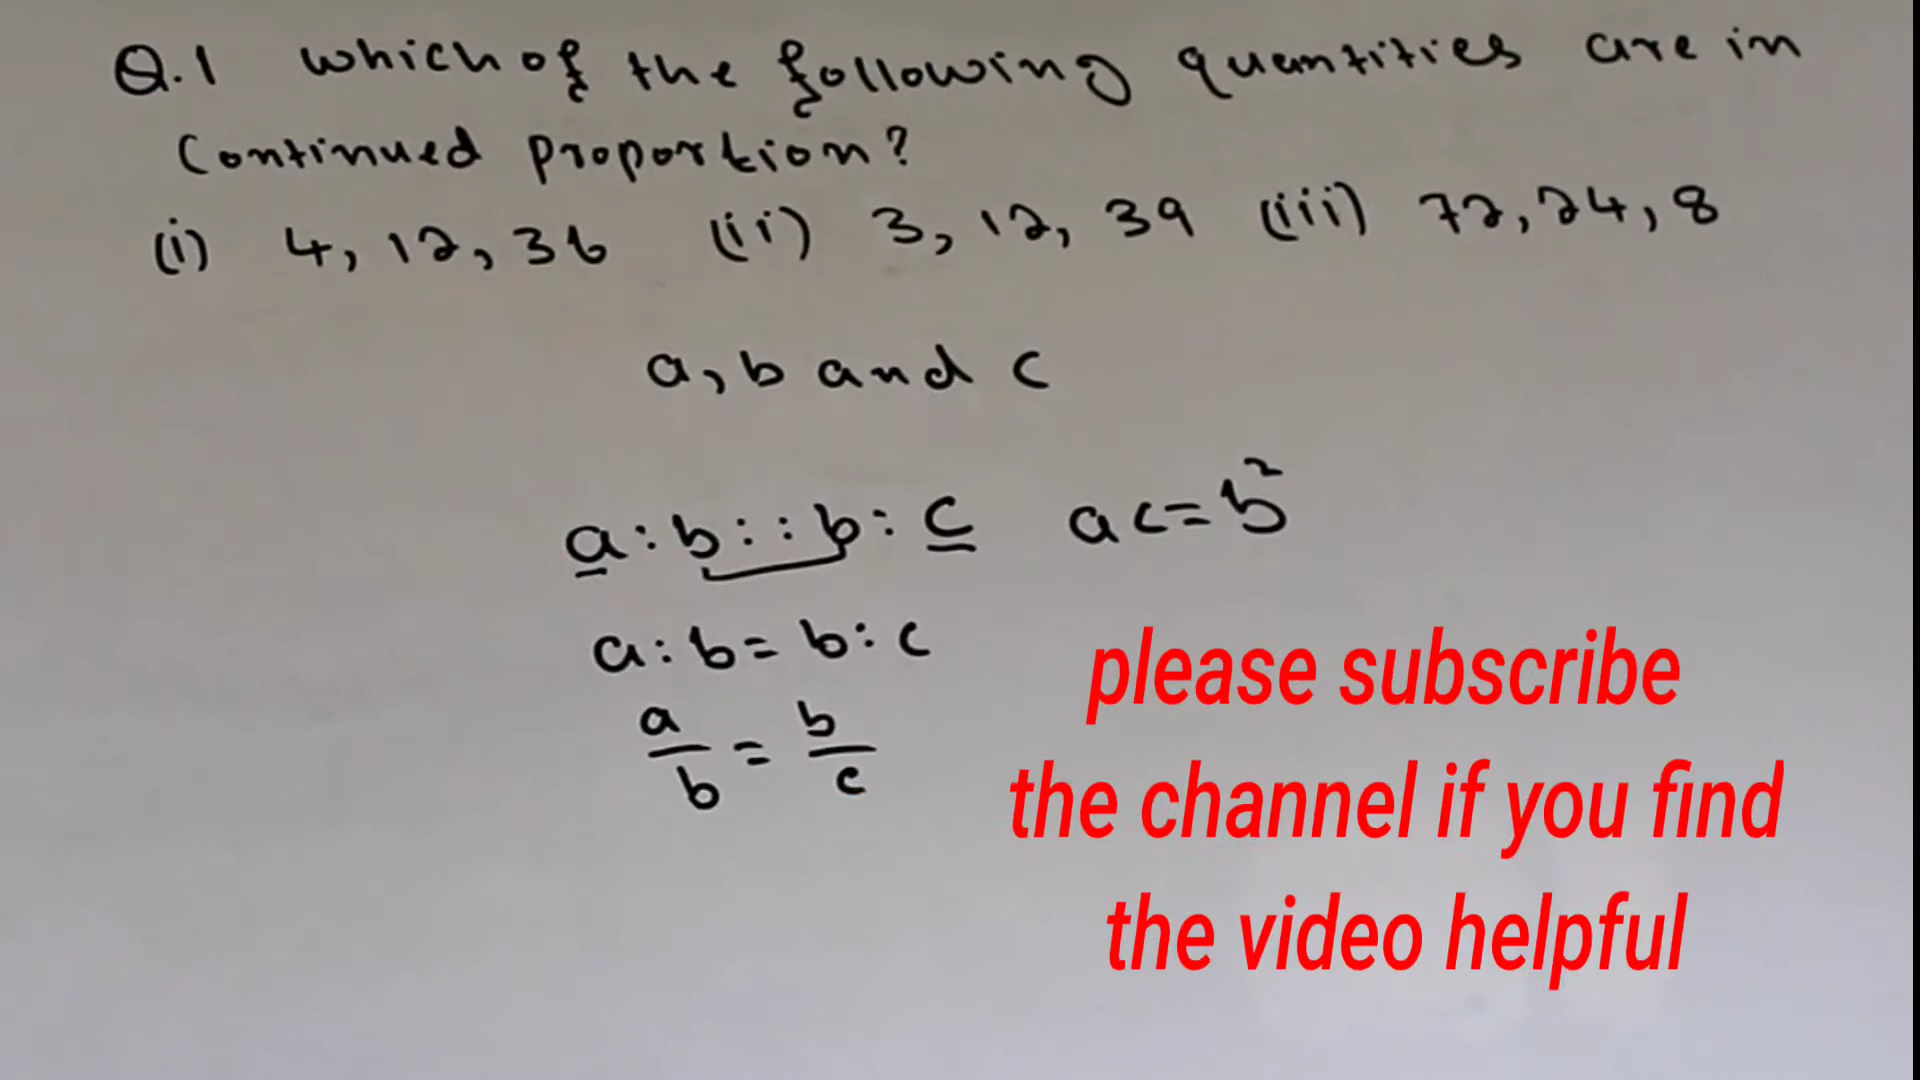 Q.1 which of the following quantities are in
Continued proportion?
(i) 4, 12, 36 (ii) 3, 12, 39 (iii) 72, 24, 8
a, b and c
a : b : : b : c ac = b²
a : b = b : c
a/b = b/c
please subscribe
the channel if you find
the video helpful